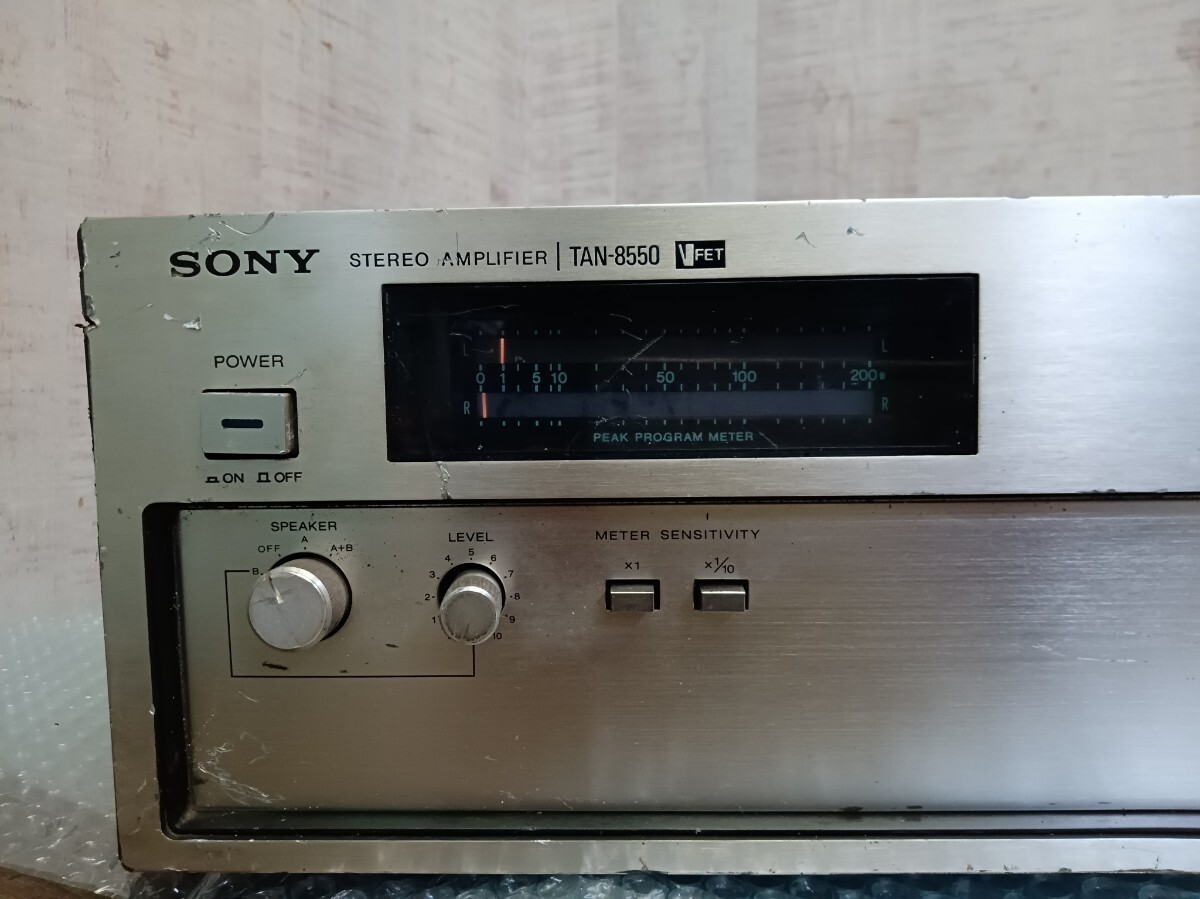 SONY STEREO AMPLIFIER | TAN-8550 VFET
POWER
ON OFF
L L
0 1 5 10 50 100 200
R R
PEAK PROGRAM METER
SPEAKER
B OFF A A+B
LEVEL
1 2 3 4 5 6 7 8 9 10
METER SENSITIVITY
×1 ×1/10